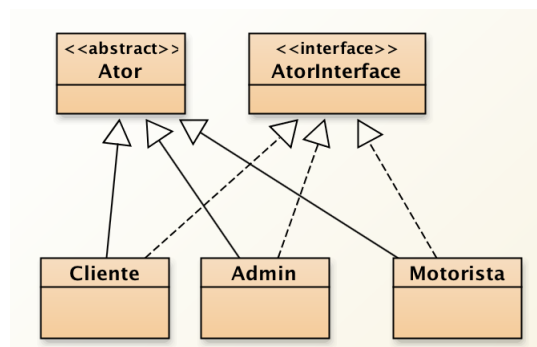 <<abstract>>
Ator
<<interface>>
AtorInterface
Cliente
Admin
Motorista